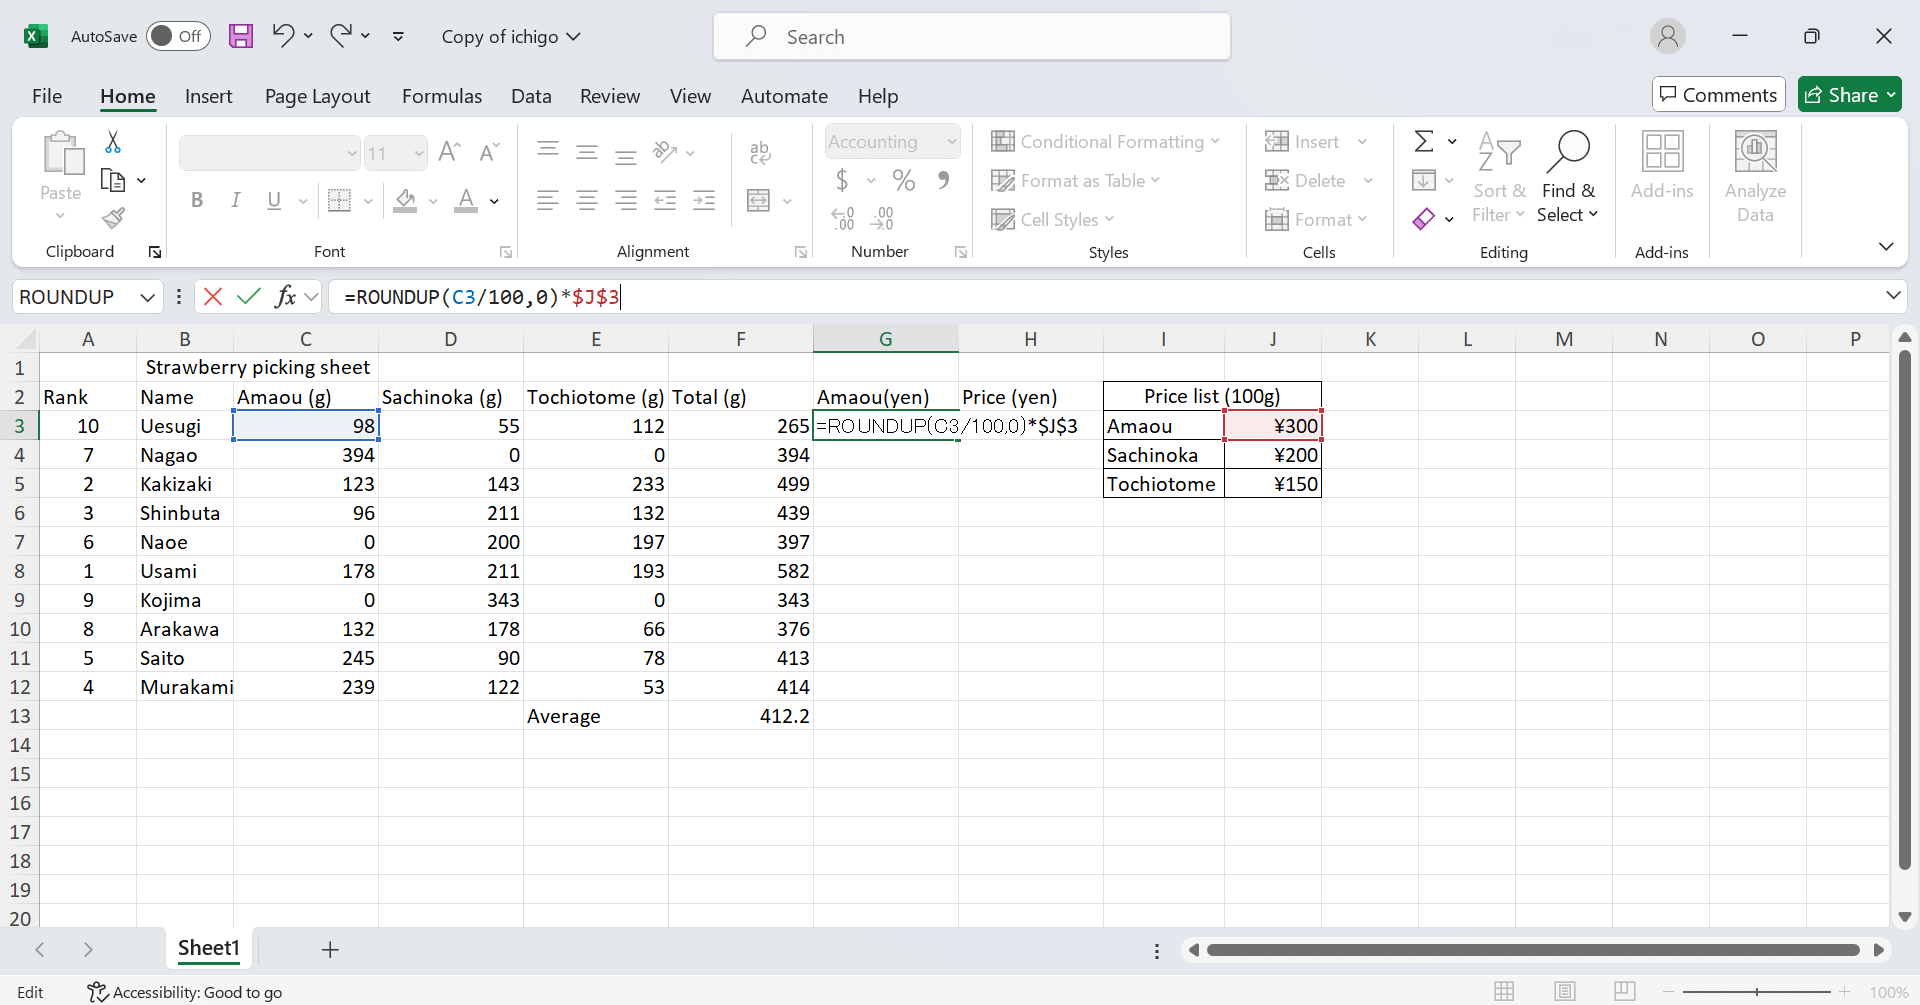 AutoSave Off Copy of ichigo Search
File Home Insert Page Layout Formulas Data Review View Automate Help Comments Share
Paste
Clipboard
11
B I U A
Font
ab
Alignment
Accounting
$ % 9
Number
Conditional Formatting
Format as Table
Cell Styles
Styles
Insert
Delete
Format
Cells
Sort & Filter
Find & Select
Editing
Add-ins
Add-ins
Analyze Data
ROUNDUP fx =ROUNDUP(C3/100,0)*$J$3
A B C D E F G H I J K L M N O P
1 Strawberry picking sheet
2 Rank Name Amaou (g) Sachinoka (g) Tochiotome (g) Total (g) Amaou(yen) Price (yen) Price list (100g)
3 10 Uesugi 98 55 112 265 =ROUNDUP(C3/100,0)*$J$3 Amaou ¥300
4 7 Nagao 394 0 0 394 Sachinoka ¥200
5 2 Kakizaki 123 143 233 499 Tochiotome ¥150
6 3 Shinbuta 96 211 132 439
7 6 Naoe 0 200 197 397
8 1 Usami 178 211 193 582
9 9 Kojima 0 343 0 343
10 8 Arakawa 132 178 66 376
11 5 Saito 245 90 78 413
12 4 Murakami 239 122 53 414
13 Average 412.2
14
15
16
17
18
19
20
Sheet1
Edit Accessibility: Good to go 100%